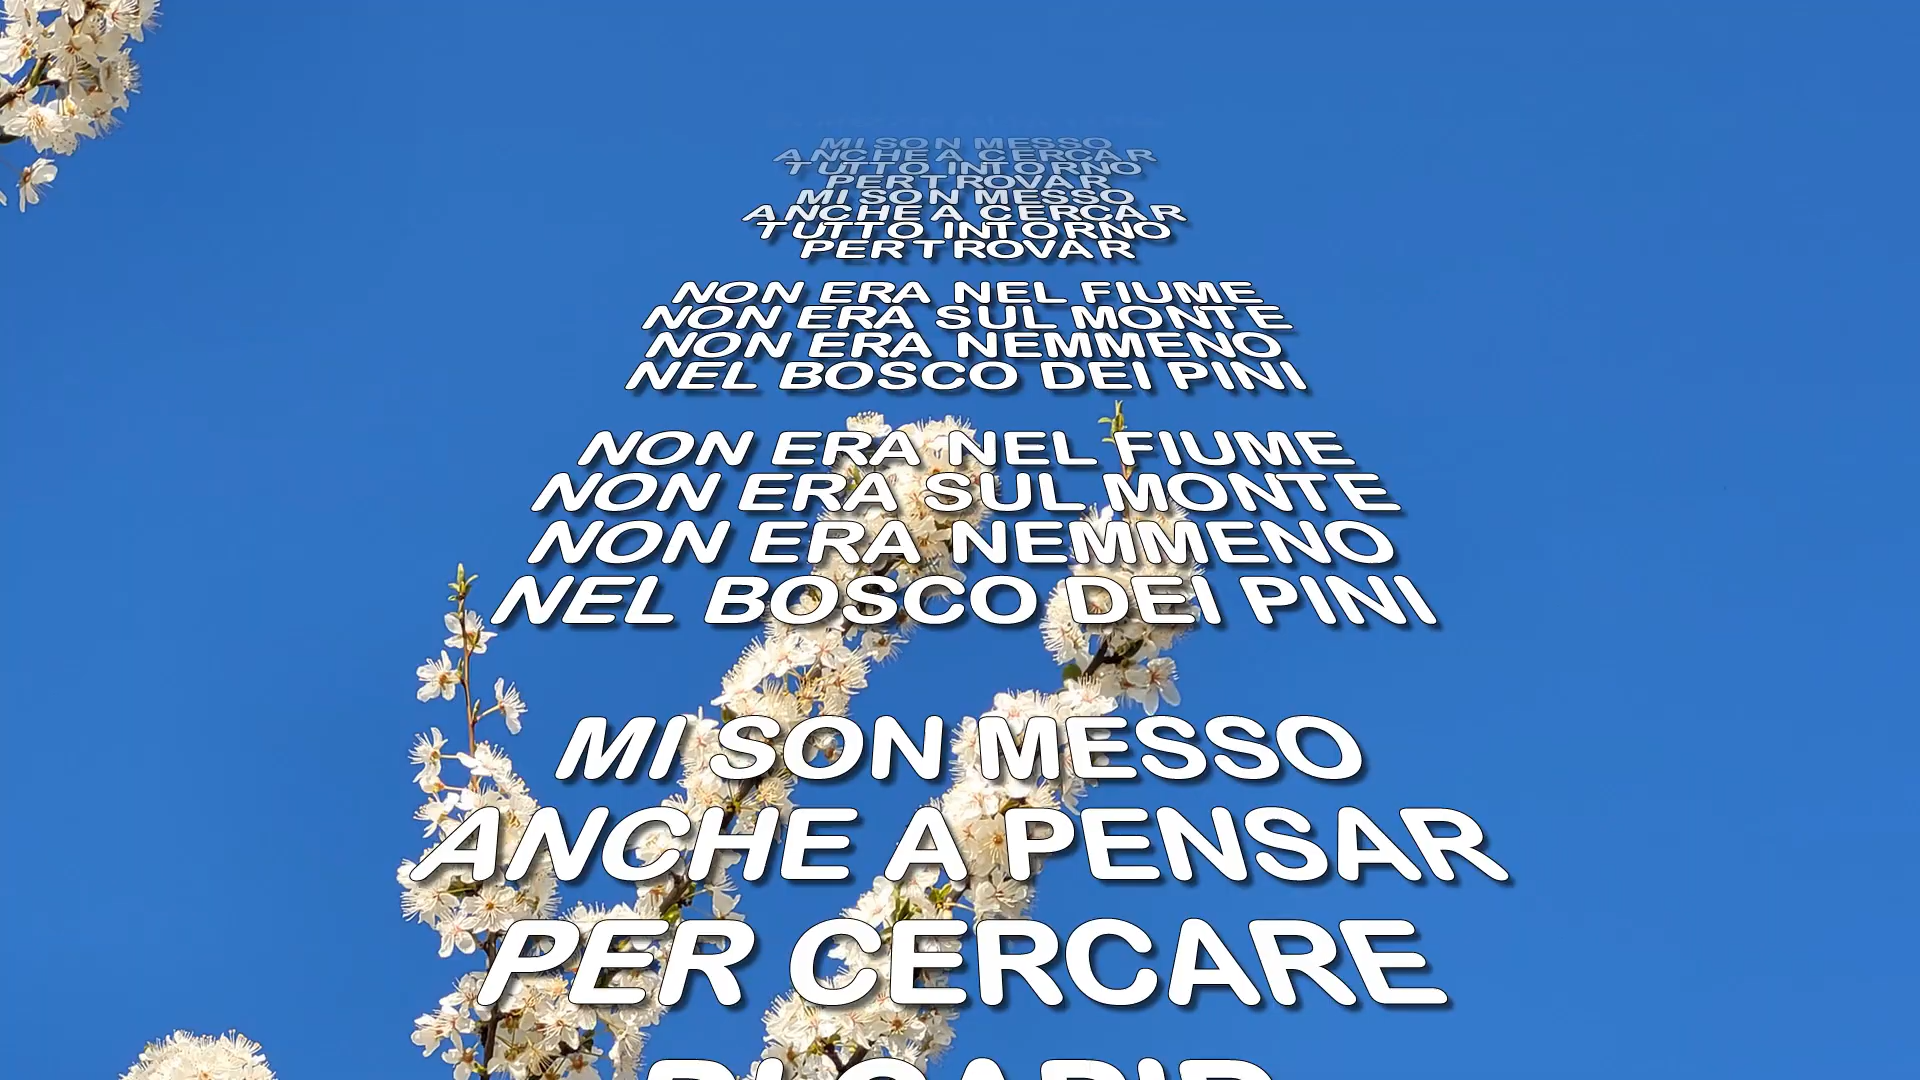 MI SON MESSO
ANCHE A CERCAR
TUTTO INTORNO
PER TROVAR
MI SON MESSO
ANCHE A CERCAR
TUTTO INTORNO
PER TROVAR
NON ERA NEL FIUME
NON ERA SUL MONTE
NON ERA NEMMENO
NEL BOSCO DEI PINI
NON ERA NEL FIUME
NON ERA SUL MONTE
NON ERA NEMMENO
NEL BOSCO DEI PINI
MI SON MESSO
ANCHE A PENSAR
PER CERCARE
DI CAPIR